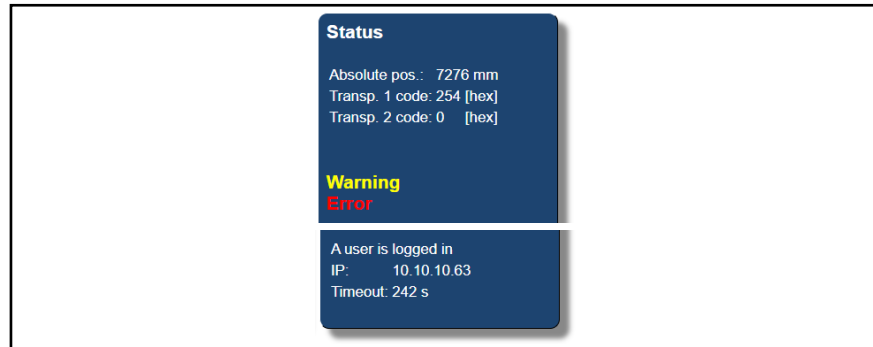 Status
Absolute pos.: 7276 mm
Transp. 1 code: 254 [hex]
Transp. 2 code: 0 [hex]
Warning
Error
A user is logged in
IP: 10.10.10.63
Timeout: 242 s